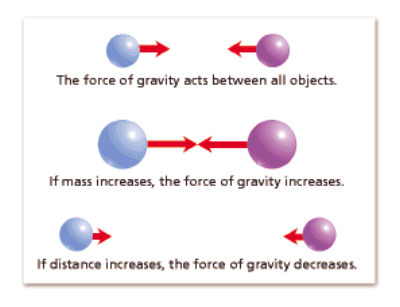 The force of gravity acts between all objects.
If mass increases, the force of gravity increases.
If distance increases, the force of gravity decreases.